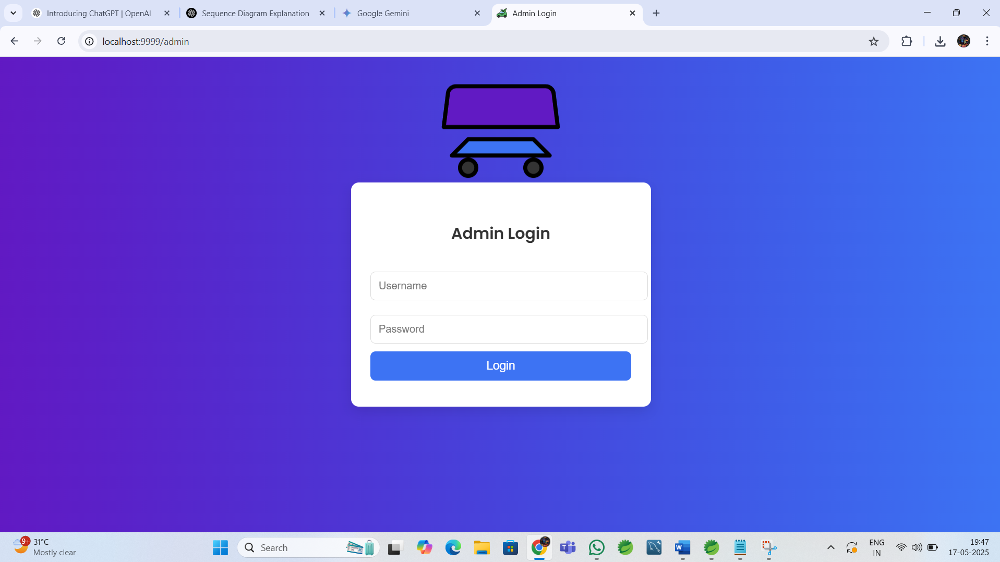 Introducing ChatGPT | OpenAI
Sequence Diagram Explanation
Google Gemini
Admin Login
localhost:9999/admin
Admin Login
Username
Password
Login
9+
31°C
Mostly clear
Search
ENG
IN
19:47
17-05-2025